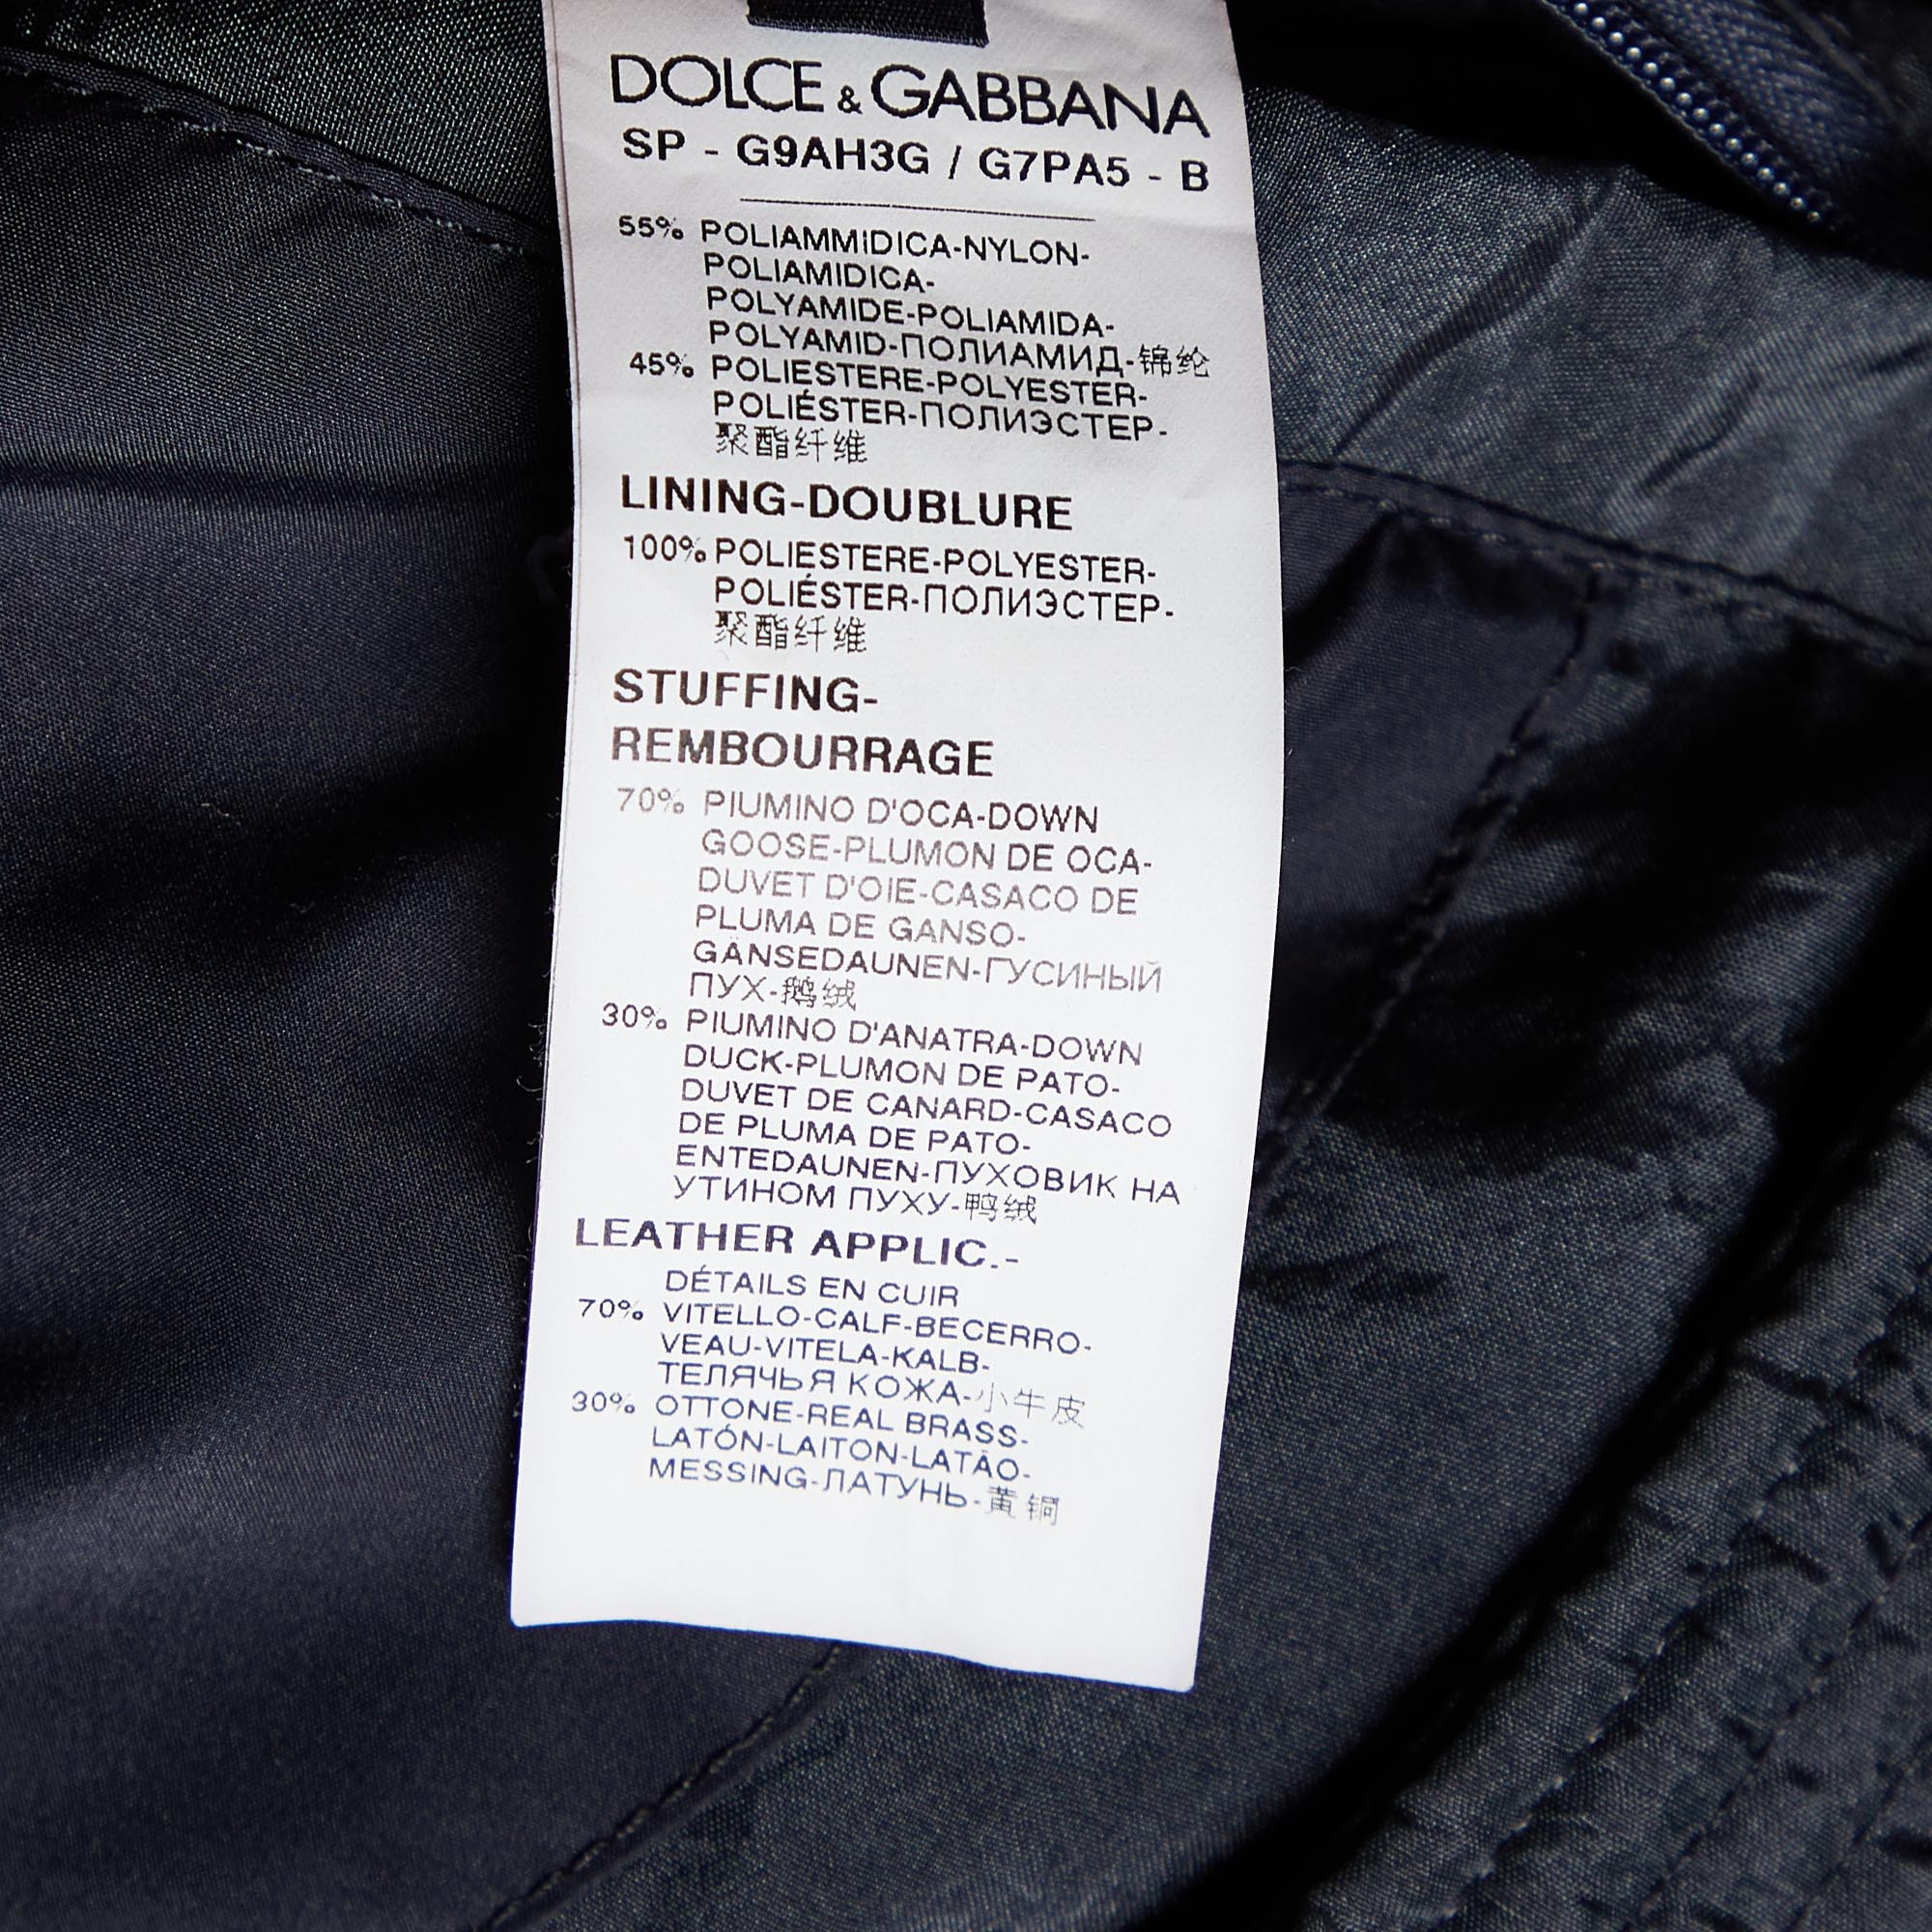 DOLCE & GABBANA
SP - G9AH3G / G7PA5 - B
55% POLIAMMIDICA-NYLON-
POLIAMIDICA-
POLYAMIDE-POLIAMIDA-
POLYAMID-ПОЛИАМИД-锦纶
45% POLIESTERE-POLYESTER-
POLIÉSTER-ПОЛИЭСТЕР-
聚酯纤维
LINING-DOUBLURE
100% POLIESTERE-POLYESTER-
POLIÉSTER-ПОЛИЭСТЕР-
聚酯纤维
STUFFING-
REMBOURRAGE
70% PIUMINO D'OCA-DOWN
GOOSE-PLUMON DE OCA-
DUVET D'OIE-CASACO DE
PLUMA DE GANSO-
GÄNSEDAUNEN-ГУСИНЫЙ
ПУХ-鹅绒
30% PIUMINO D'ANATRA-DOWN
DUCK-PLUMON DE PATO-
DUVET DE CANARD-CASACO
DE PLUMA DE PATO-
ENTEDAUNEN-ПУХОВИК НА
УТИНОМ ПУХУ-鸭绒
LEATHER APPLIC.-
DÉTAILS EN CUIR
70% VITELLO-CALF-BECERRO-
VEAU-VITELA-KALB-
ТЕЛЯЧЬЯ КОЖА-小牛皮
30% OTTONE-REAL BRASS-
LATÓN-LAITON-LATÃO-
MESSING-ЛАТУНЬ-黄铜